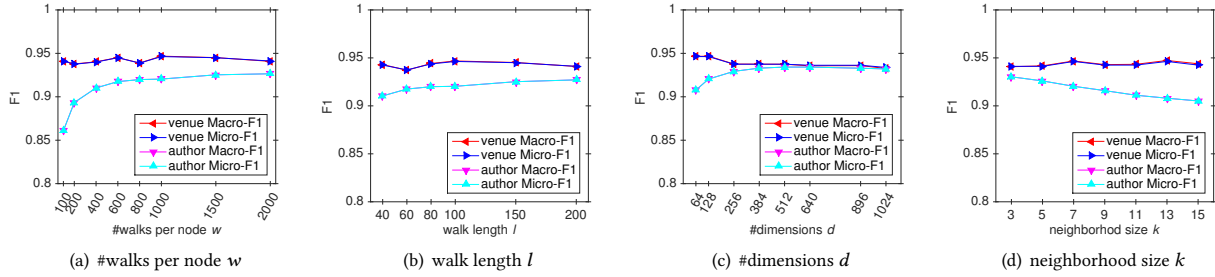 1
0.95
0.9
0.85
0.8
F1
venue Macro-F1
venue Micro-F1
author Macro-F1
author Micro-F1
100
200
400
600
800
1000
1500
2000
#walks per node w
(a) #walks per node w
1
0.95
0.9
0.85
0.8
F1
venue Macro-F1
venue Micro-F1
author Macro-F1
author Micro-F1
40
60
80
100
150
200
walk length l
(b) walk length l
1
0.95
0.9
0.85
0.8
F1
venue Macro-F1
venue Micro-F1
author Macro-F1
author Micro-F1
64
128
256
384
512
640
896
1024
#dimensions d
(c) #dimensions d
1
0.95
0.9
0.85
0.8
F1
venue Macro-F1
venue Micro-F1
author Macro-F1
author Micro-F1
3
5
7
9
11
13
15
neighborhod size k
(d) neighborhood size k